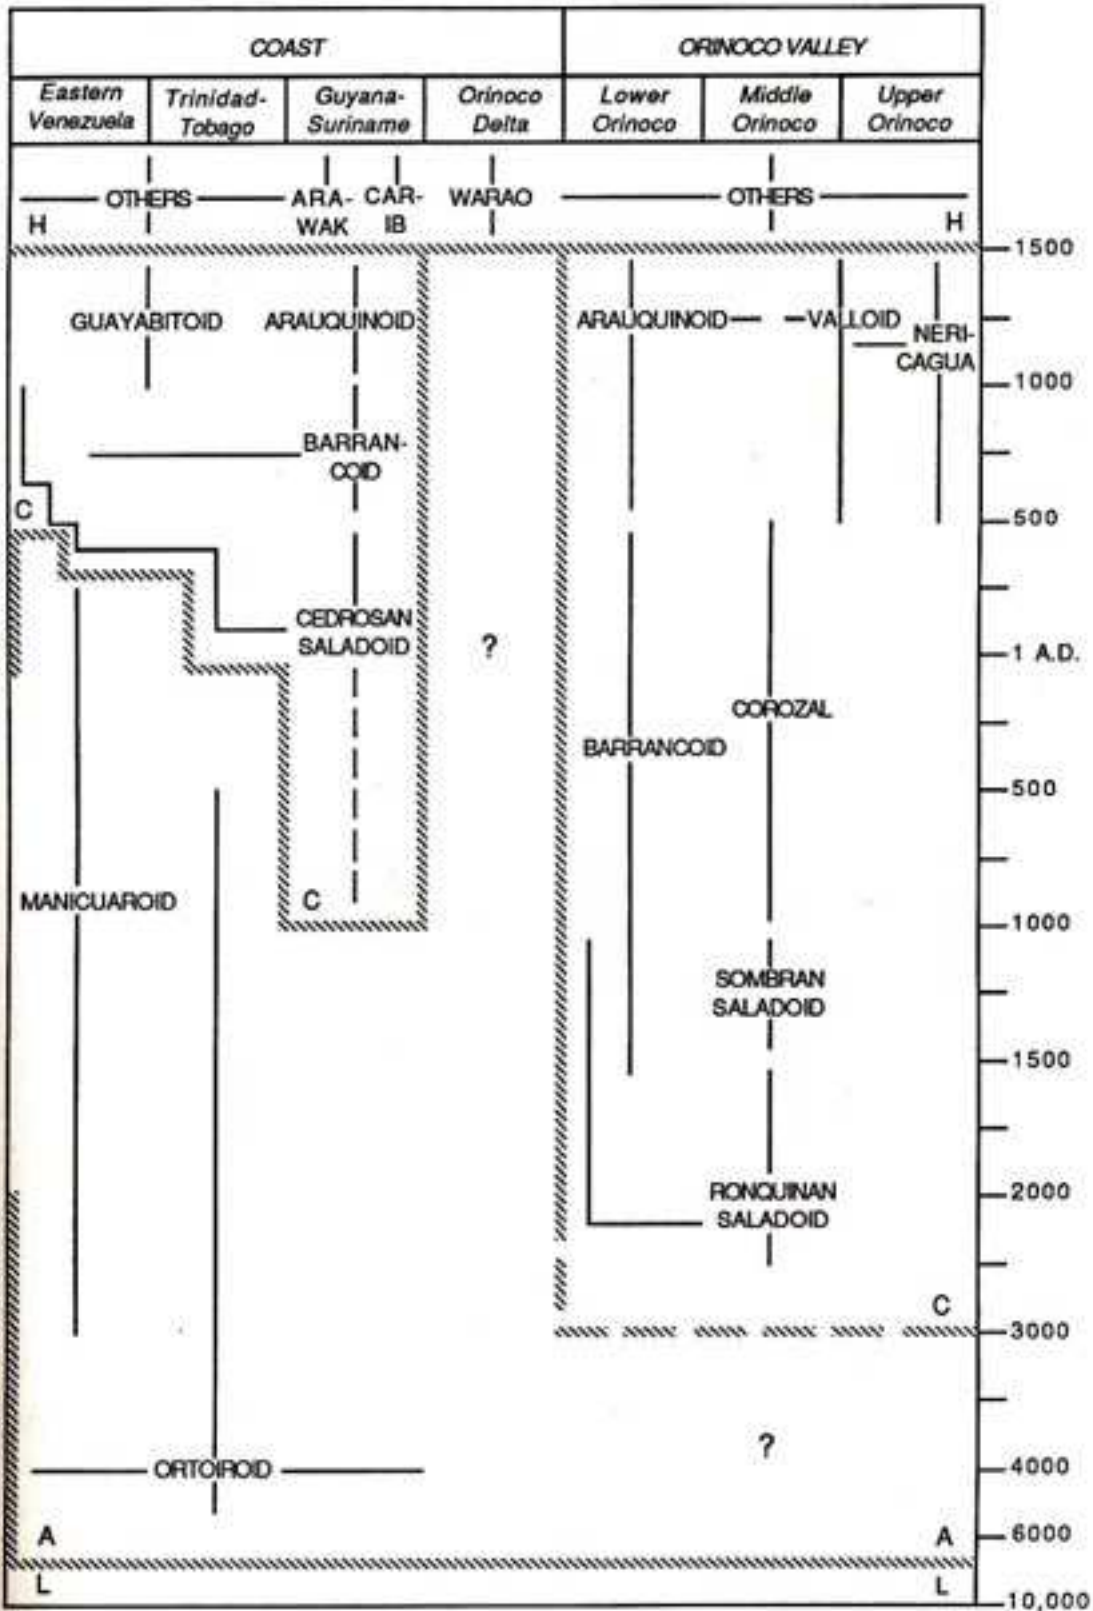 COAST
ORINOCO VALLEY
Eastern
Venezuela
Trinidad-
Tobago
Guyana-
Suriname
Orinoco
Delta
Lower
Orinoco
Middle
Orinoco
Upper
Orinoco
OTHERS
ARA-
WAK
CAR-
IB
WARAO
OTHERS
H
H
1500
GUAYABITOID
ARAUQUINOID
ARAUQUINOID
VALLOID
NERI-
CAGUA
1000
BARRAN-
COID
C
500
CEDROSAN
SALADOID
?
1 A.D.
COROZAL
BARRANCOID
500
MANICUAROID
C
1000
SOMBRAN
SALADOID
1500
RONQUINAN
SALADOID
2000
C
3000
?
ORTOIROID
4000
A
A
6000
L
L
10,000